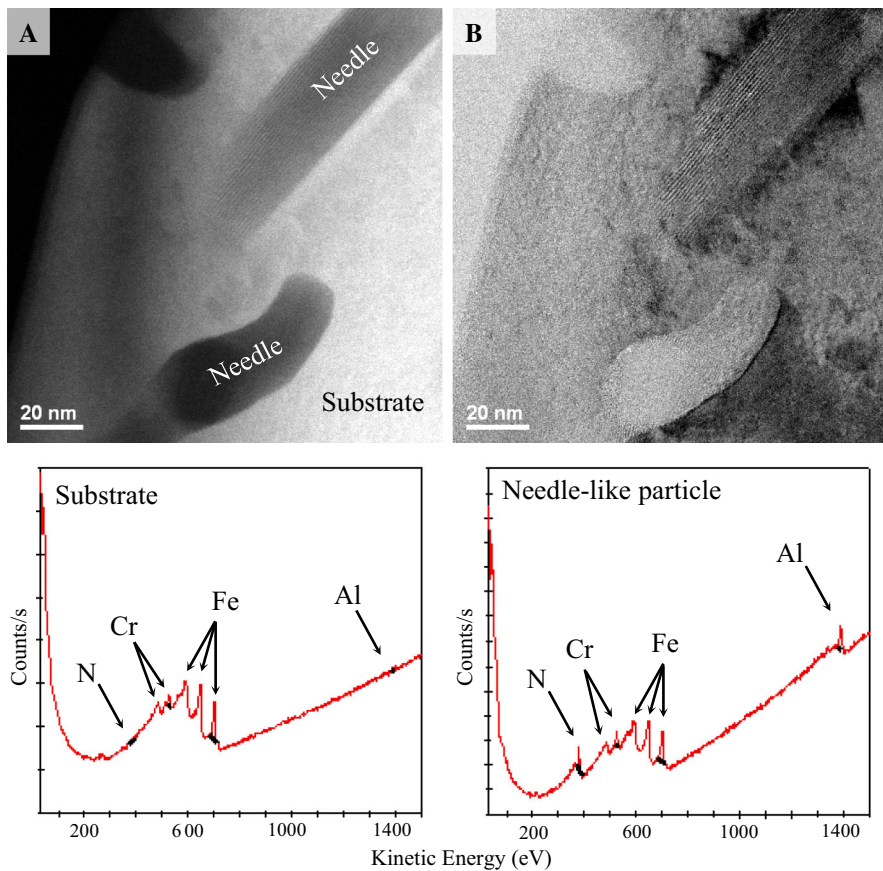 A
Needle
Needle
Substrate
20 nm
B
20 nm
Substrate
N
Cr
Fe
Al
Counts/s
200
600
1000
1400
Needle-like particle
N
Cr
Fe
Al
Counts/s
200
600
1000
1400
Kinetic Energy (eV)